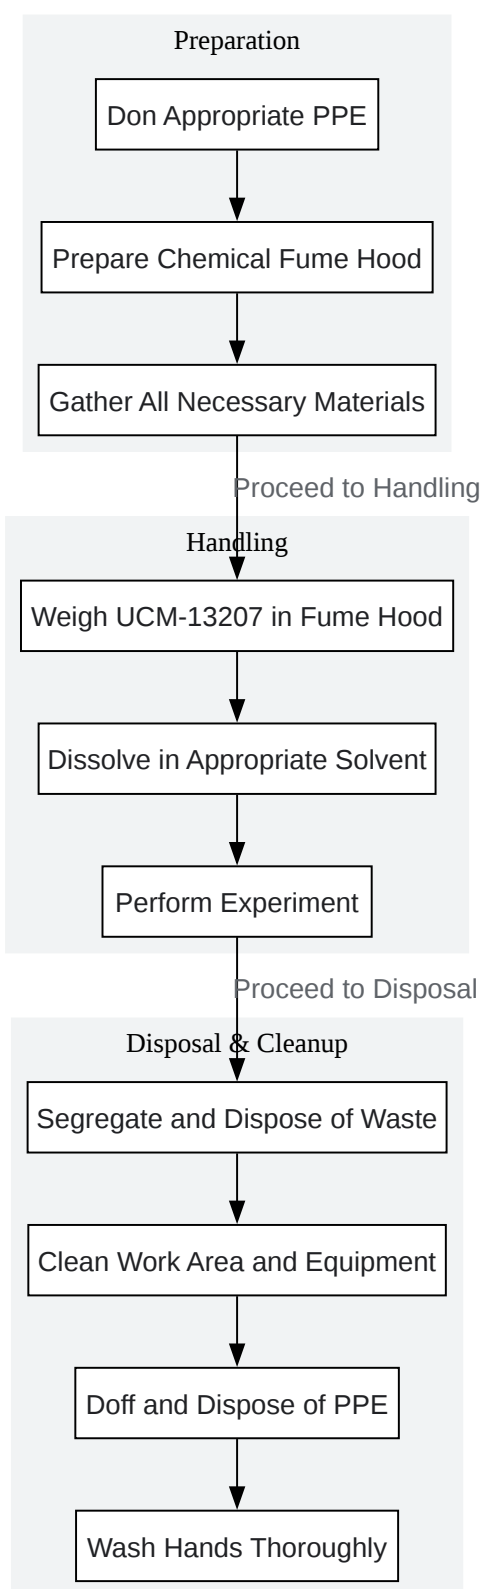 Preparation
Don Appropriate PPE
Prepare Chemical Fume Hood
Gather All Necessary Materials
Proceed to Handling
Handling
Weigh UCM-13207 in Fume Hood
Dissolve in Appropriate Solvent
Perform Experiment
Proceed to Disposal
Disposal & Cleanup
Segregate and Dispose of Waste
Clean Work Area and Equipment
Doff and Dispose of PPE
Wash Hands Thoroughly